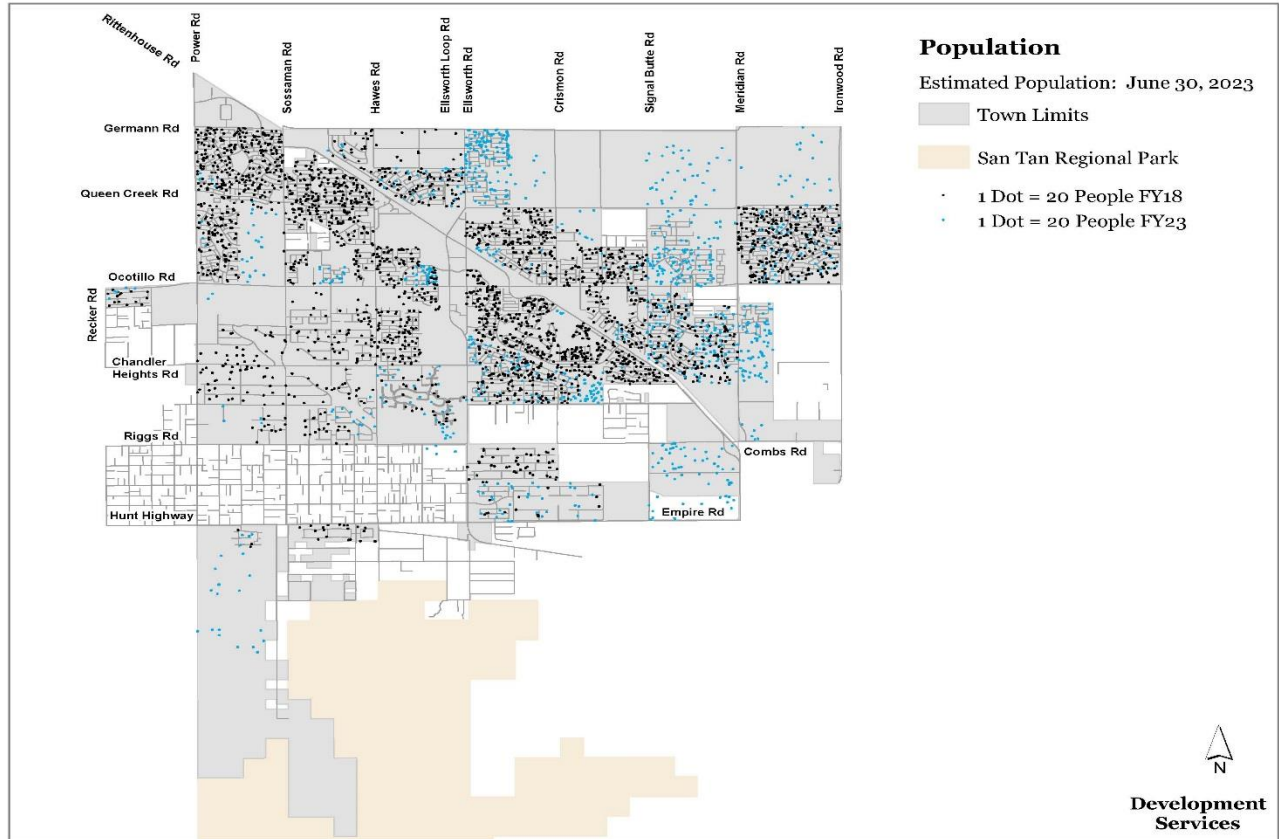 Rittenhouse Rd
Power Rd
Sossaman Rd
Hawes Rd
Ellsworth Loop Rd
Ellsworth Rd
Crismon Rd
Signal Butte Rd
Meridian Rd
Ironwood Rd
Germann Rd
Queen Creek Rd
Ocotillo Rd
Recker Rd
Chandler
Heights Rd
Riggs Rd
Combs Rd
Hunt Highway
Empire Rd
Population
Estimated Population: June 30, 2023
Town Limits
San Tan Regional Park
1 Dot = 20 People FY18
1 Dot = 20 People FY23
N
Development
Services